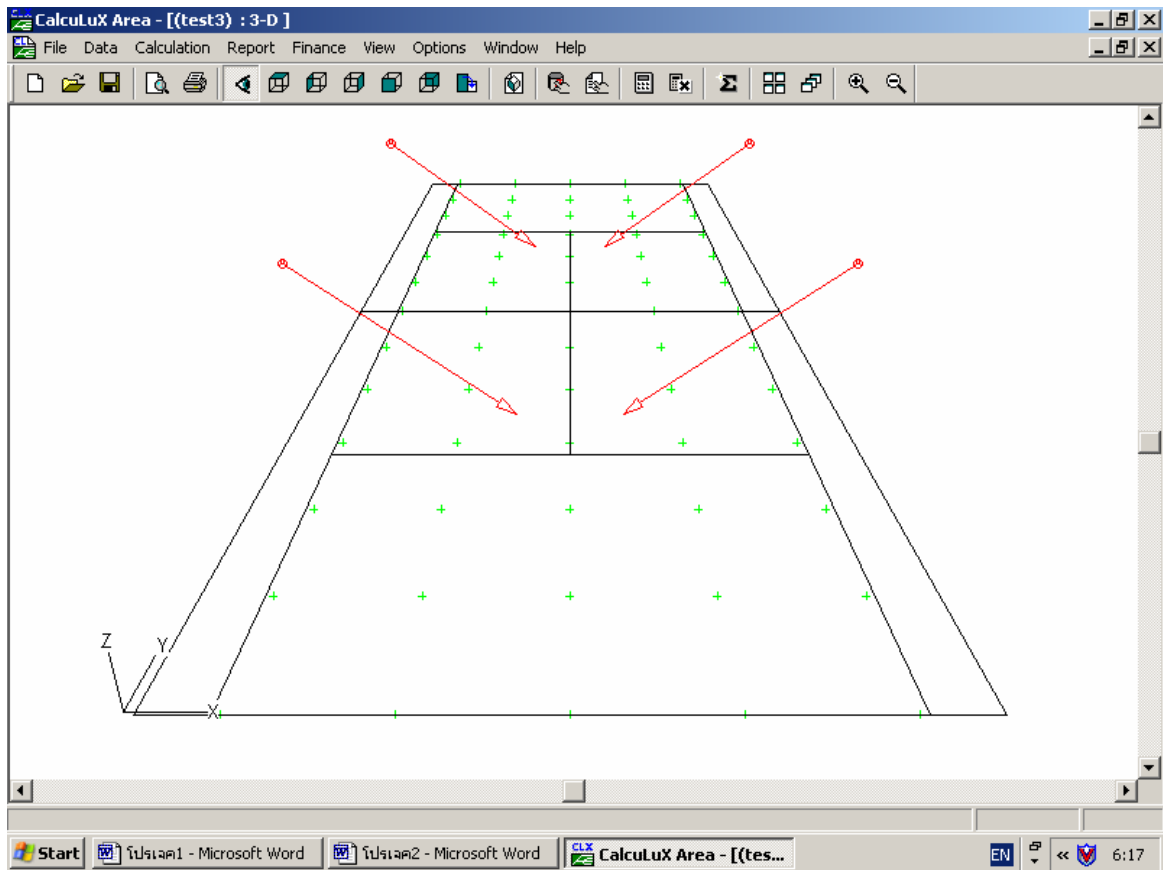 CalcuLuX Area - [(test3) : 3-D ]
File Data Calculation Report Finance View Options Window Help
Z
Y
X
Start
โปรเจค1 - Microsoft Word
โปรเจค2 - Microsoft Word
CalcuLuX Area - [(tes...
EN
6:17